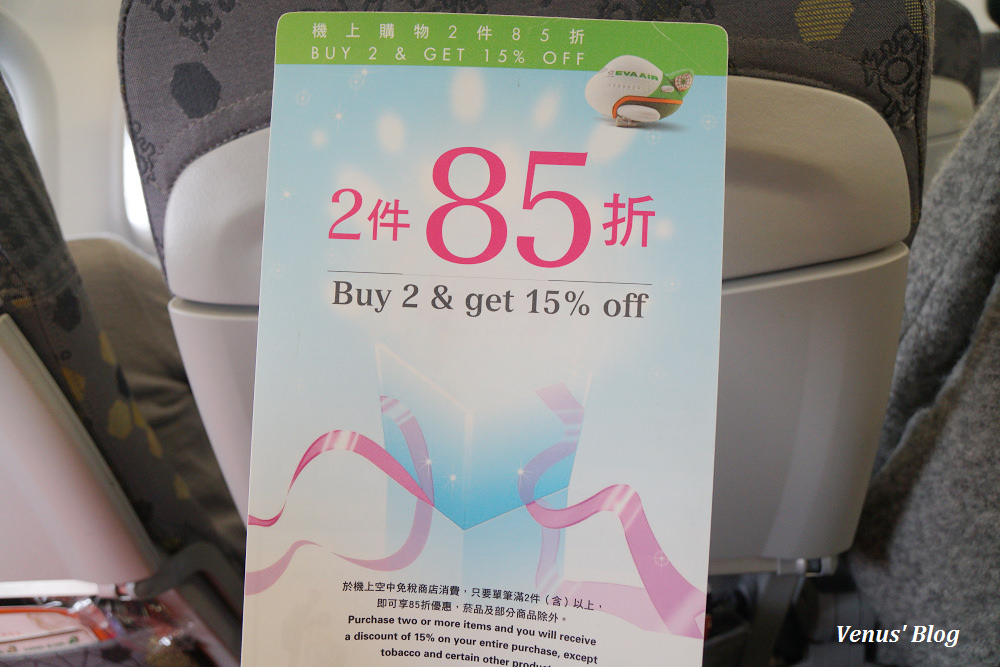 機上購物2件85折
BUY 2 & GET 15% OFF
EVA AIR
2件85折
Buy 2 & get 15% off
於機上空中免稅商店消費，只要單筆滿2件（含）以上，
即可享85折優惠，菸品及部分商品除外。
Purchase two or more items and you will receive
a discount of 15% on your entire purchase, except
tobacco and certain other
Venus' Blog